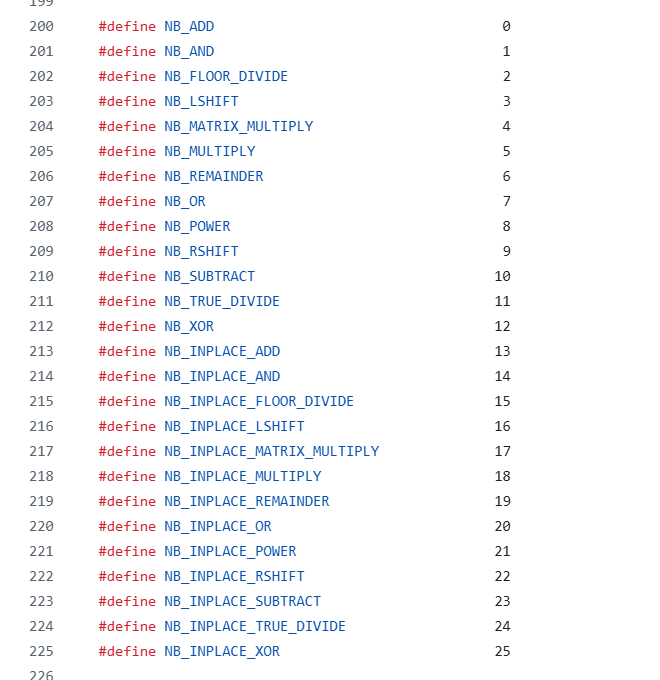 199
200 #define NB_ADD 0
201 #define NB_AND 1
202 #define NB_FLOOR_DIVIDE 2
203 #define NB_LSHIFT 3
204 #define NB_MATRIX_MULTIPLY 4
205 #define NB_MULTIPLY 5
206 #define NB_REMAINDER 6
207 #define NB_OR 7
208 #define NB_POWER 8
209 #define NB_RSHIFT 9
210 #define NB_SUBTRACT 10
211 #define NB_TRUE_DIVIDE 11
212 #define NB_XOR 12
213 #define NB_INPLACE_ADD 13
214 #define NB_INPLACE_AND 14
215 #define NB_INPLACE_FLOOR_DIVIDE 15
216 #define NB_INPLACE_LSHIFT 16
217 #define NB_INPLACE_MATRIX_MULTIPLY 17
218 #define NB_INPLACE_MULTIPLY 18
219 #define NB_INPLACE_REMAINDER 19
220 #define NB_INPLACE_OR 20
221 #define NB_INPLACE_POWER 21
222 #define NB_INPLACE_RSHIFT 22
223 #define NB_INPLACE_SUBTRACT 23
224 #define NB_INPLACE_TRUE_DIVIDE 24
225 #define NB_INPLACE_XOR 25
226